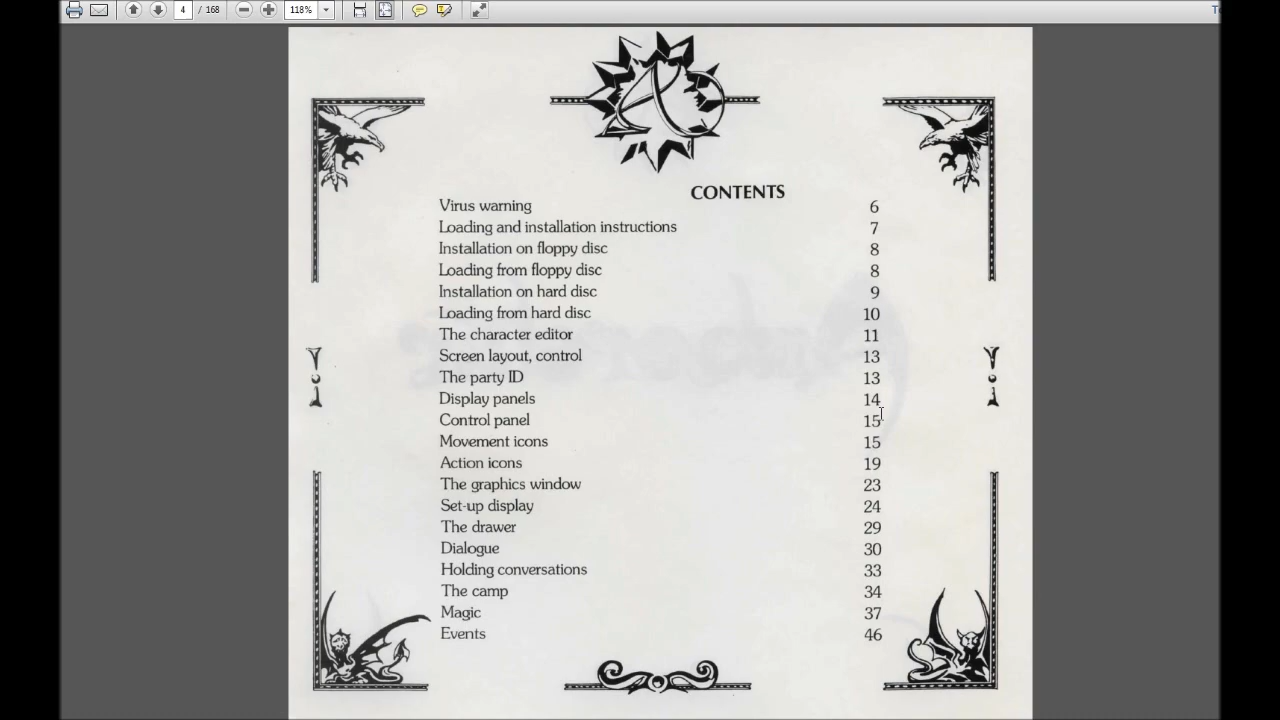 4 / 168 118%
CONTENTS
Virus warning 6
Loading and installation instructions 7
Installation on floppy disc 8
Loading from floppy disc 8
Installation on hard disc 9
Loading from hard disc 10
The character editor 11
Screen layout, control 13
The party ID 13
Display panels 14
Control panel 15
Movement icons 15
Action icons 19
The graphics window 23
Set-up display 24
The drawer 29
Dialogue 30
Holding conversations 33
The camp 34
Magic 37
Events 46